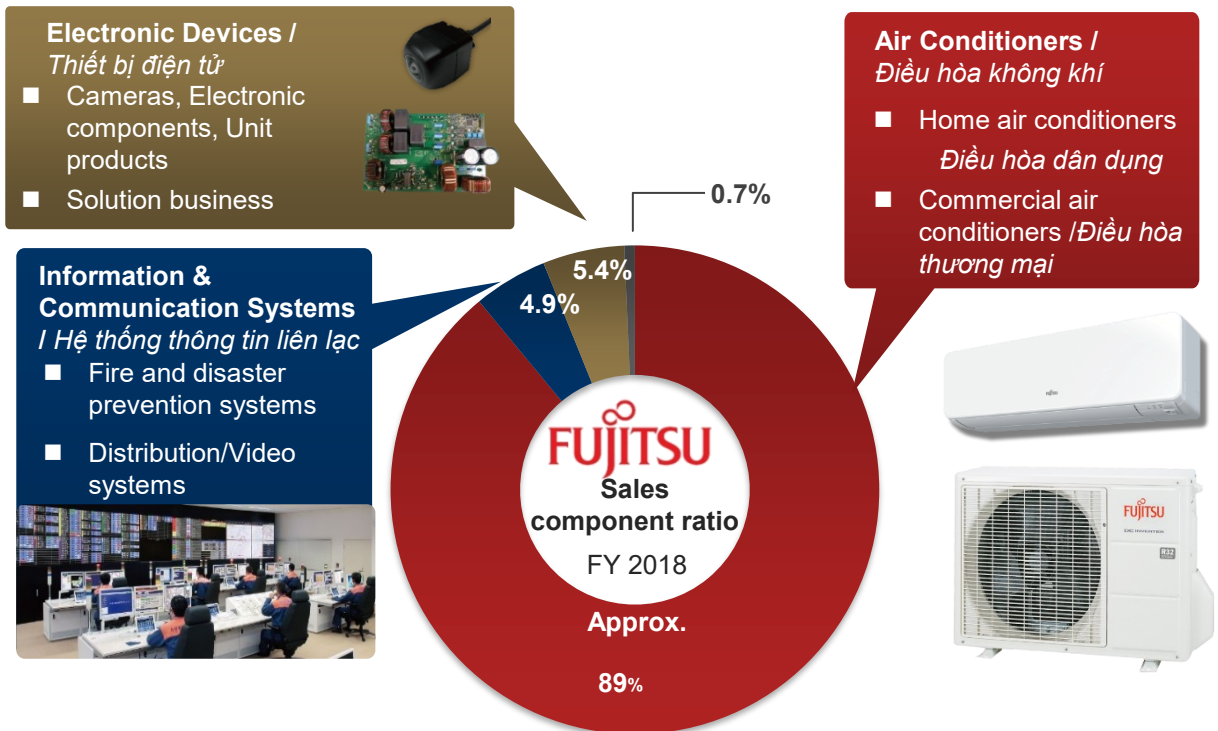 Electronic Devices /
Thiết bị điện tử
■ Cameras, Electronic
components, Unit
products
■ Solution business
Air Conditioners /
Điều hòa không khí
■ Home air conditioners
Điều hòa dân dụng
■ Commercial air
conditioners /Điều hòa
thương mại
0.7%
Information &
Communication Systems
/ Hệ thống thông tin liên lạc
■ Fire and disaster
prevention systems
■ Distribution/Video
systems
5.4%
4.9%
FUJITSU
Sales
component ratio
FY 2018
Approx.
89%
FUJITSU
FUJITSU
DC INVERTER
R32